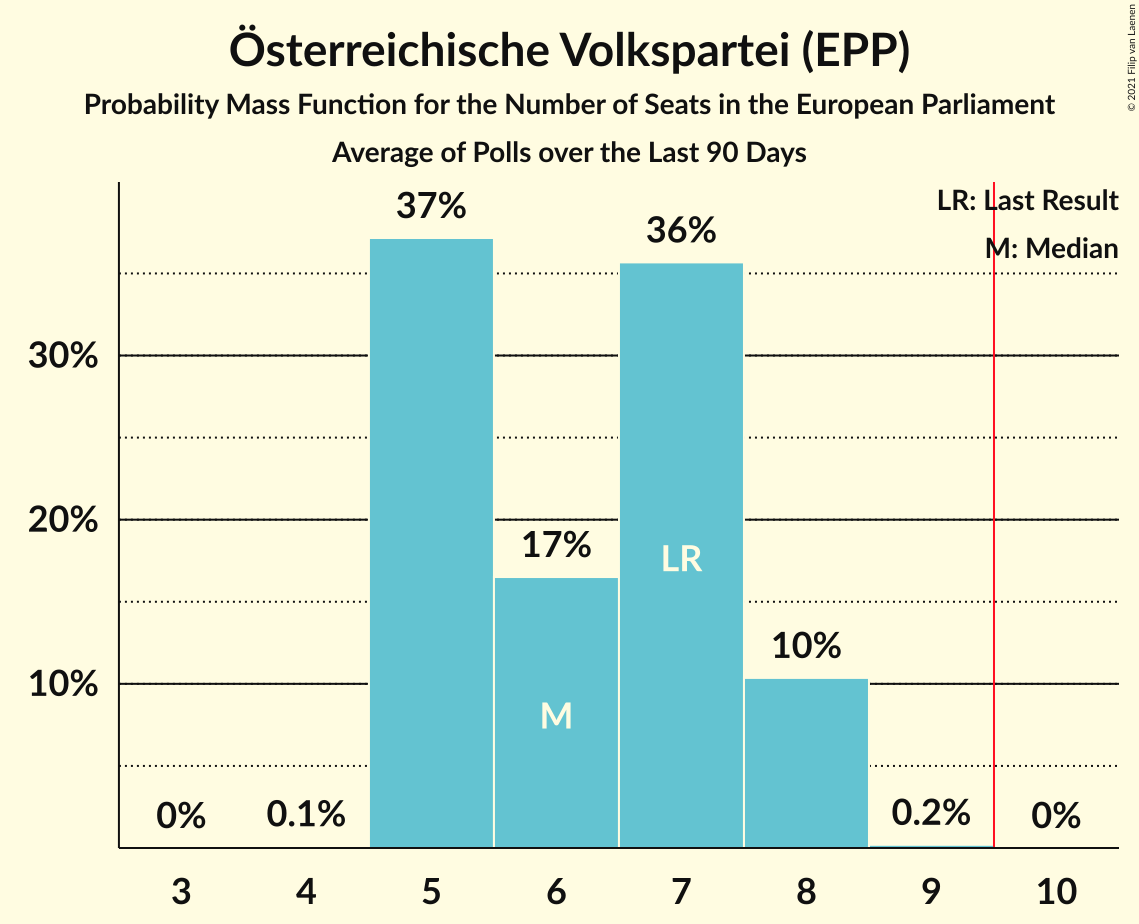 Österreichische Volkspartei (EPP)
Probability Mass Function for the Number of Seats in the European Parliament
Average of Polls over the Last 90 Days
© 2021 Filip van Laenen
LR: Last Result
M: Median
37%
36%
30%
20%
17%
LR
10%
10%
M
0%
0.1%
0.2%
0%
3 4 5 6 7 8 9 10